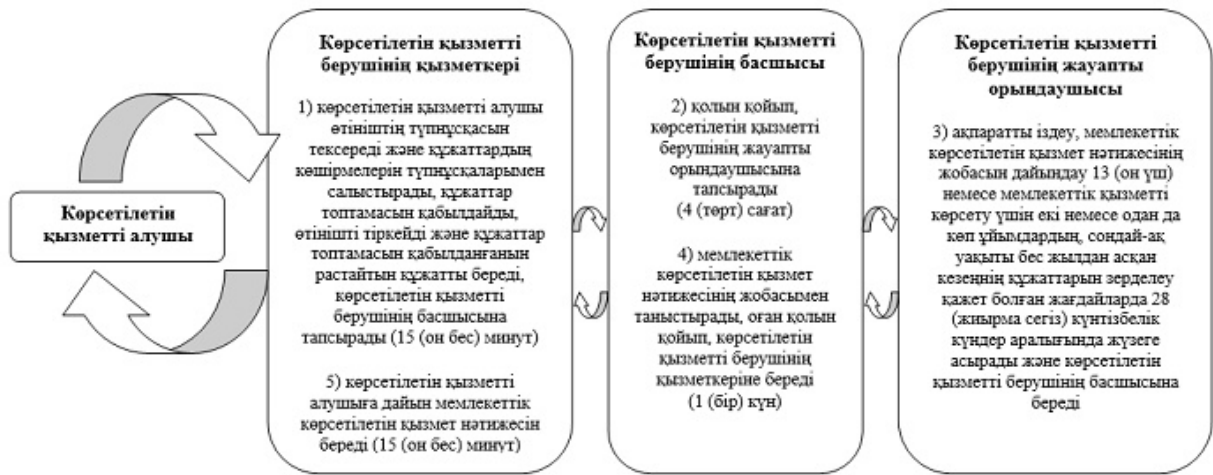 Көрсетілетін
қызметті алушы
Көрсетілетін қызметті
берушінің қызметкері
1) көрсетілетін қызметті алушы
өтініштің түпнұсқасын
тексереді және құжаттардың
көшірмелерін түпнұсқаларымен
салыстырады, құжаттар
топтамасын қабылдайды,
өтінішті тіркейді және құжаттар
топтамасын қабылданғанын
растайтын құжатты береді,
көрсетілетін қызметті
берушінің басшысына
тапсырады (15 (он бес) минут)
5) көрсетілетін қызметті
алушыға дайын мемлекеттік
көрсетілетін қызмет нәтижесін
береді (15 (он бес) минут)
Көрсетілетін қызметті
берушінің басшысы
2) қолын қойып,
көрсетілетін қызметті
берушінің жауапты
орындаушысына
тапсырады
(4 (төрт) сағат)
4) мемлекеттік
көрсетілетін қызмет
нәтижесінің жобасымен
таныстырады, оған қолын
қойып, көрсетілетін
қызметті берушінің
қызметкеріне береді
(1 (бір) күн)
Көрсетілетін қызметті
берушінің жауапты
орындаушысы
3) ақпаратты іздеу, мемлекеттік
көрсетілетін қызмет нәтижесінің
жобасын дайындау 13 (он үш)
немесе мемлекеттік қызметті
көрсету үшін екі немесе одан да
көп ұйымдардың, сондай-ақ
уақыты бес жылдан асқан
кезеңнің құжаттарын зерделеу
қажет болған жағдайларда 28
(жиырма сегіз) күнтізбелік
күндер аралығында жүзеге
асырады және көрсетілетін
қызметті берушінің басшысына
береді